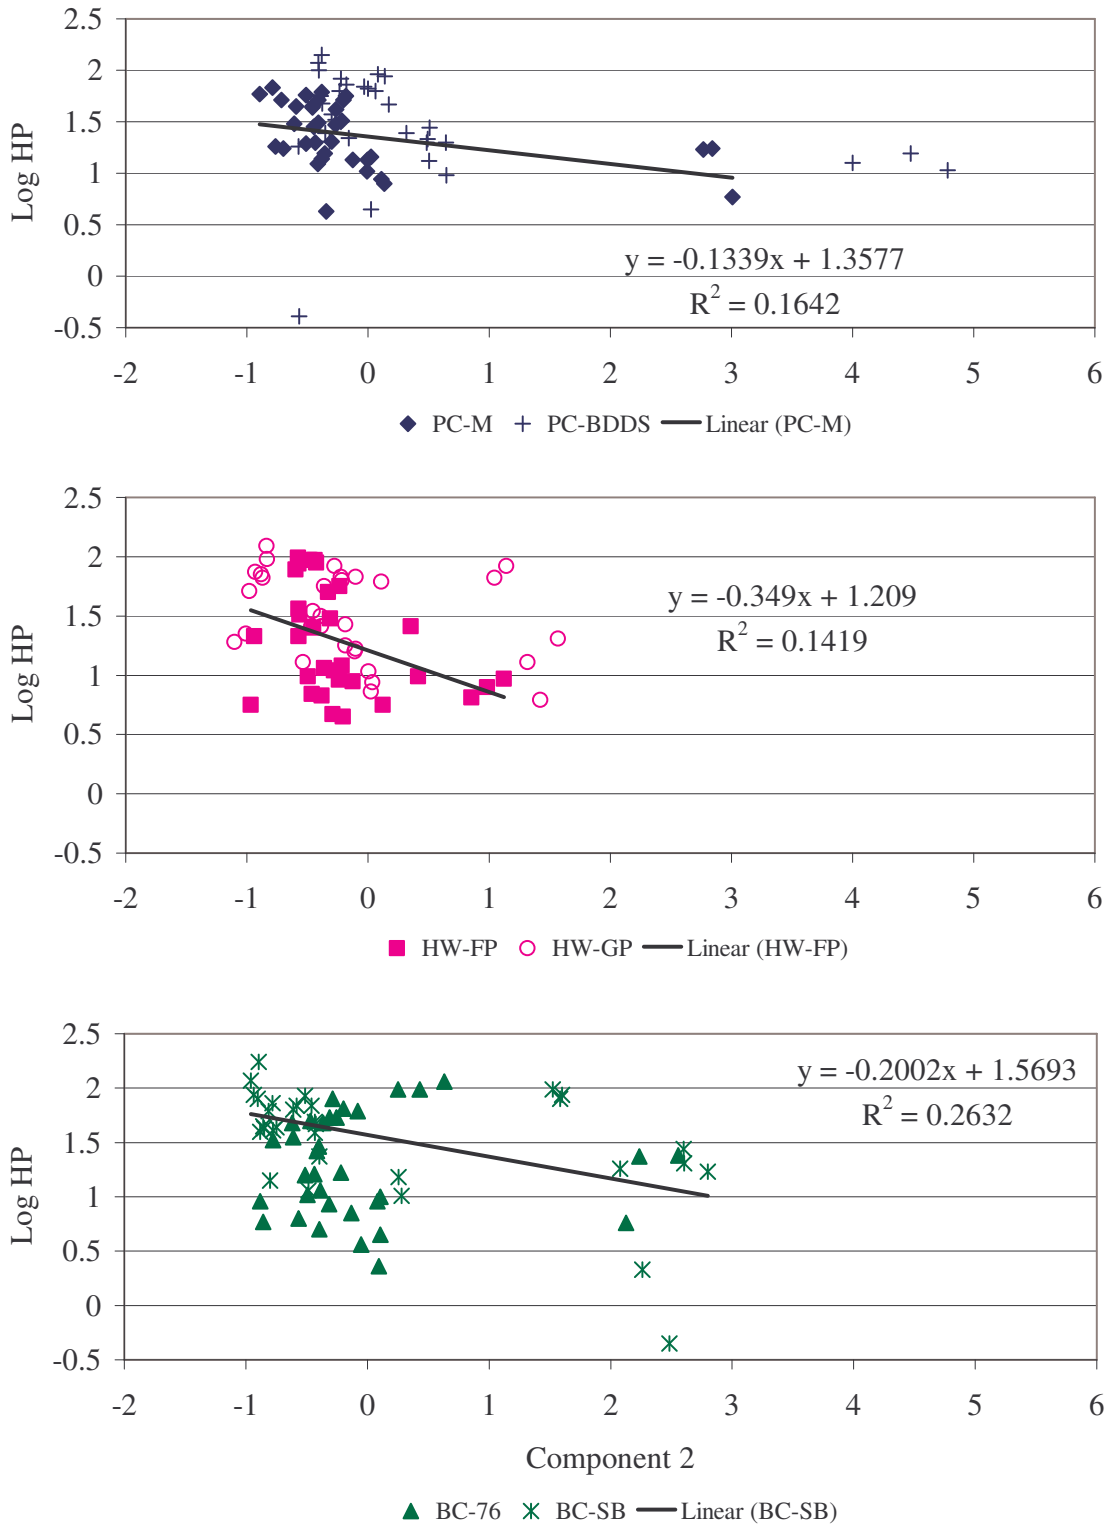 2.5
2
1.5
1
0.5
0
-0.5
Log HP
y = -0.1339x + 1.3577
R² = 0.1642
-2 -1 0 1 2 3 4 5 6
PC-M PC-BDDS Linear (PC-M)
2.5
2
1.5
1
0.5
0
-0.5
Log HP
y = -0.349x + 1.209
R² = 0.1419
-2 -1 0 1 2 3 4 5 6
HW-FP HW-GP Linear (HW-FP)
2.5
2
1.5
1
0.5
0
-0.5
Log HP
y = -0.2002x + 1.5693
R² = 0.2632
-2 -1 0 1 2 3 4 5 6
Component 2
BC-76 BC-SB Linear (BC-SB)